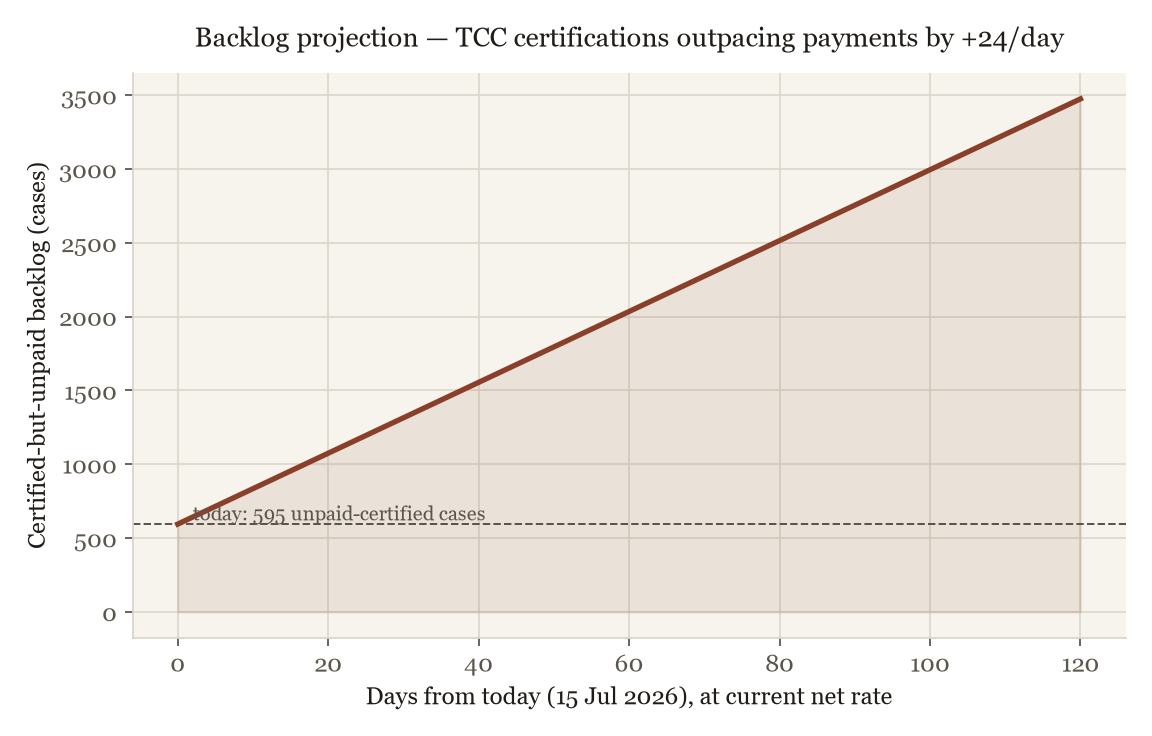 Backlog projection — TCC certifications outpacing payments by +24/day
Certified-but-unpaid backlog (cases)
3500
3000
2500
2000
1500
1000
500
0
today: 595 unpaid-certified cases
0 20 40 60 80 100 120
Days from today (15 Jul 2026), at current net rate